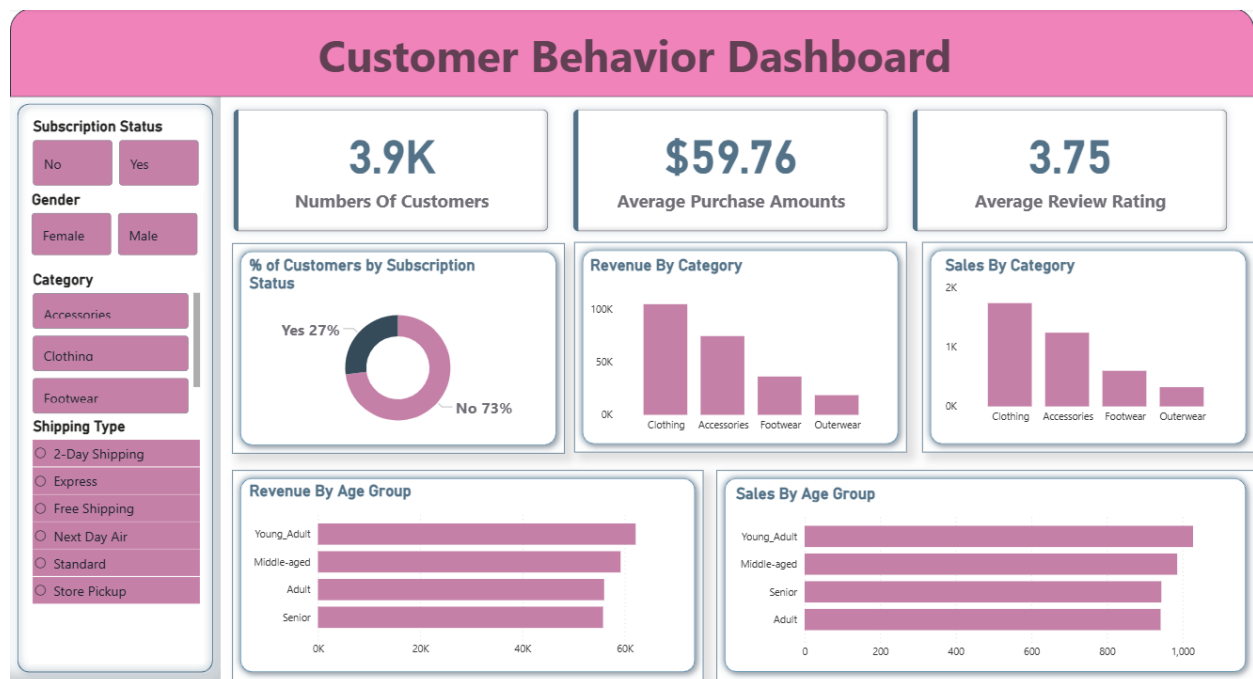 Customer Behavior Dashboard
Subscription Status
No
Yes
Gender
Female
Male
Category
Accessories
Clothing
Footwear
Shipping Type
2-Day Shipping
Express
Free Shipping
Next Day Air
Standard
Store Pickup
3.9K
Numbers Of Customers
$59.76
Average Purchase Amounts
3.75
Average Review Rating
% of Customers by Subscription
Status
Yes 27%
No 73%
Revenue By Category
100K
50K
0K
Clothing Accessories Footwear Outerwear
Sales By Category
2K
1K
0K
Clothing Accessories Footwear Outerwear
Revenue By Age Group
Young_Adult
Middle-aged
Adult
Senior
0K 20K 40K 60K
Sales By Age Group
Young_Adult
Middle-aged
Senior
Adult
0 200 400 600 800 1,000